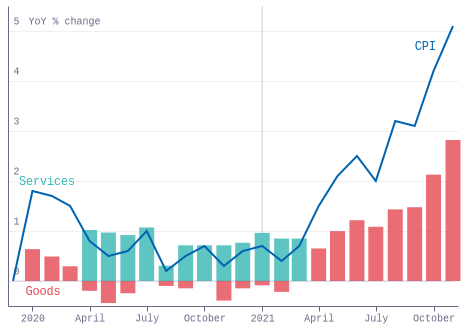 5 YoY % change
CPI
4
3
2
Services
1
0
Goods
2020 April July October 2021 April July October